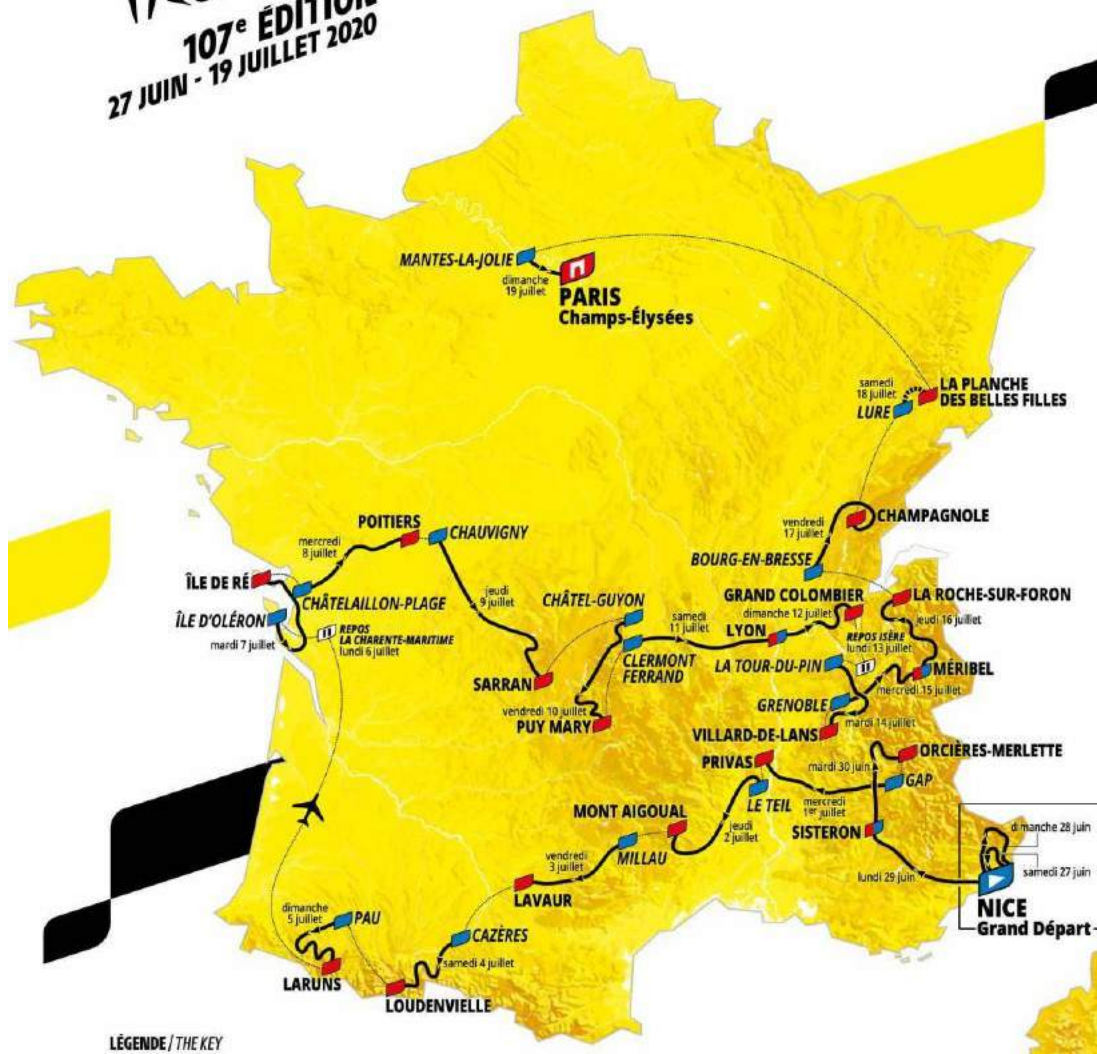 107e ÉDITION
27 JUIN - 19 JUILLET 2020
MANTES-LA-JOLIE
dimanche
19 juillet
PARIS
Champs-Élysées
samedi
18 juillet
LA PLANCHE
DES BELLES FILLES
LURE
vendredi
17 juillet
CHAMPAGNOLE
POITIERS
CHAUVIGNY
mercredi
8 juillet
BOURG-EN-BRESSE
ÎLE DE RÉ
CHÂTELAILLON-PLAGE
jeudi
9 juillet
CHÂTEL-GUYON
GRAND COLOMBIER
LA ROCHE-SUR-FORON
ÎLE D'OLÉRON
mardi 7 juillet
REPOS
LA CHARENTE-MARITIME
lundi 6 juillet
samedi
11 juillet
LYON
dimanche 12 juillet
jeudi 16 juillet
REPOS ISÈRE
lundi 13 juillet
CLERMONT
FERRAND
LA TOUR-DU-PIN
MÉRIBEL
mercredi 15 juillet
SARRAN
vendredi 10 juillet
PUY MARY
GRENOBLE
mardi 14 juillet
VILLARD-DE-LANS
PRIVAS
mardi 30 juin
ORCIÈRES-MERLETTE
GAP
LE TEIL
mercredi
1er juillet
MONT AIGOUAL
jeudi
2 juillet
SISTERON
dimanche 28 juin
MILLAU
vendredi
3 juillet
samedi 27 juin
lundi 29 juin
LAVAUR
NICE
Grand Départ
dimanche
5 juillet
PAU
CAZÈRES
samedi 4 juillet
LARUNS
LOUDENVIELLE
LÉGENDE / THE KEY